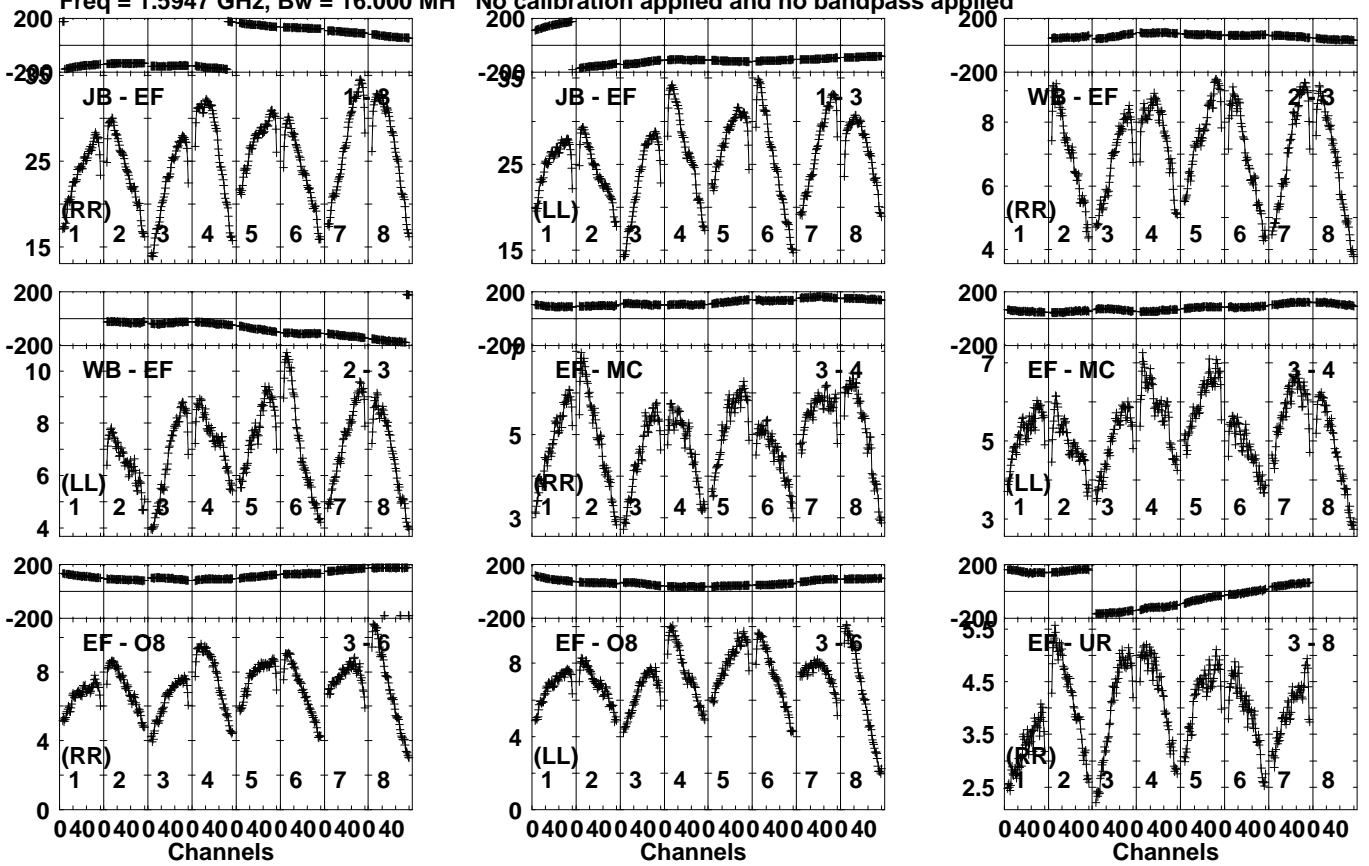 Freq = 1.5947 GHz, Bw = 16.000 MH No calibration applied and no bandpass applied
200
-200
35
25
15
JB - EF
1 - 3
(RR)
1 2 3 4 5 6 7 8
200
-200
35
25
15
JB - EF
1 - 3
(LL)
1 2 3 4 5 6 7 8
200
-200
8
6
4
WB - EF
2 - 3
(RR)
1 2 3 4 5 6 7 8
200
-200
10
8
6
4
WB - EF
2 - 3
(LL)
1 2 3 4 5 6 7 8
200
-200
7
5
3
EF - MC
3 - 4
(RR)
1 2 3 4 5 6 7 8
200
-200
7
5
3
EF - MC
3 - 4
(LL)
1 2 3 4 5 6 7 8
200
-200
8
4
0
EF - O8
3 - 6
(RR)
1 2 3 4 5 6 7 8
0 40 0 40 0 40 0 40 0 40 0 40 0 40 0 40
Channels
200
-200
8
4
0
EF - O8
3 - 6
(LL)
1 2 3 4 5 6 7 8
0 40 0 40 0 40 0 40 0 40 0 40 0 40 0 40
Channels
200
-200
5.5
4.5
3.5
2.5
EF - UR
3 - 8
(RR)
1 2 3 4 5 6 7 8
0 40 0 40 0 40 0 40 0 40 0 40 0 40 0 40
Channels